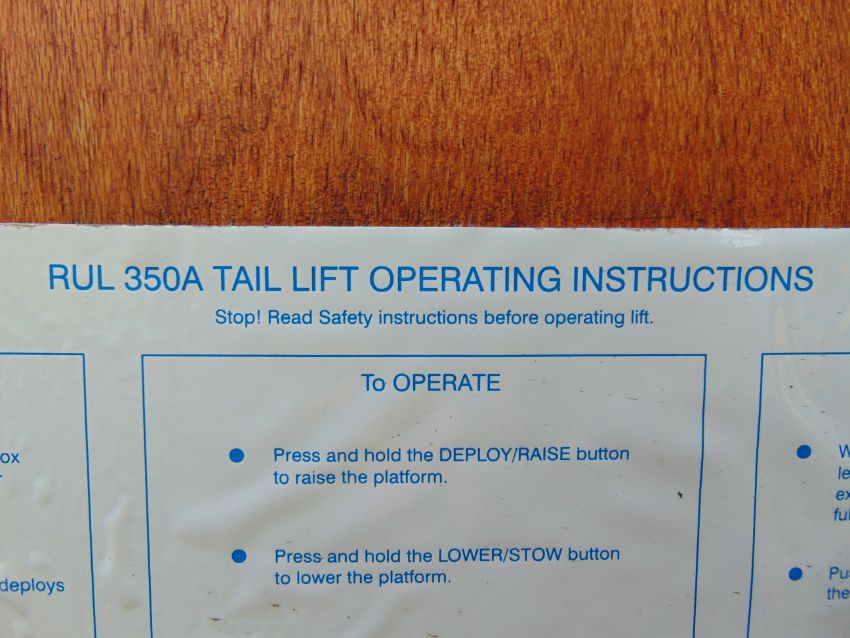 RUL 350A TAIL LIFT OPERATING INSTRUCTIONS
Stop! Read Safety instructions before operating lift.
To OPERATE
Press and hold the DEPLOY/RAISE button
to raise the platform.
Press and hold the LOWER/STOW button
to lower the platform.
deploys